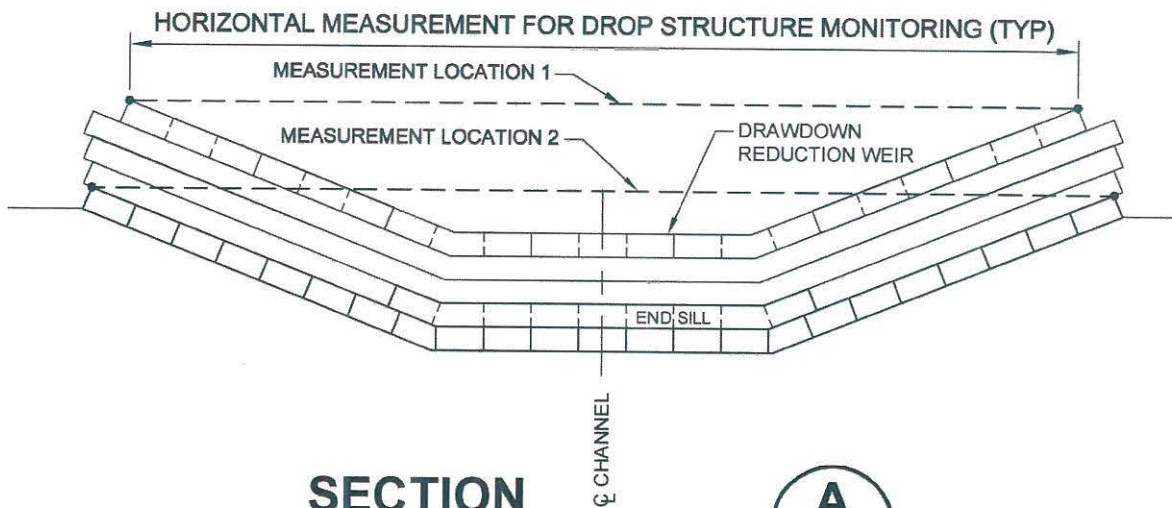 HORIZONTAL MEASUREMENT FOR DROP STRUCTURE MONITORING (TYP)
MEASUREMENT LOCATION 1
MEASUREMENT LOCATION 2
DRAWDOWN
REDUCTION WEIR
END SILL
℄ CHANNEL
SECTION
A